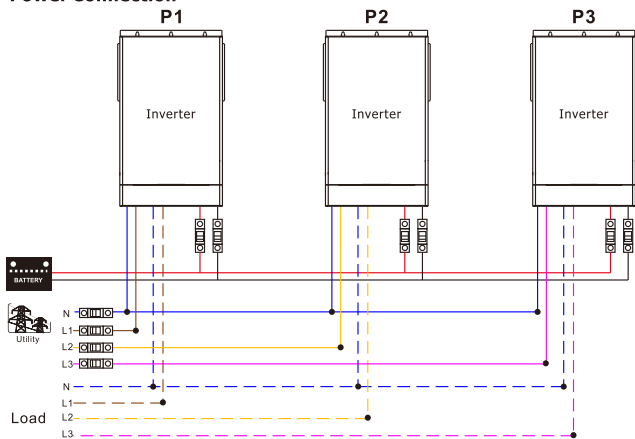 Power Connection
P1 P2 P3
Inverter Inverter Inverter
BATTERY
Utility
N
L1
L2
L3
Load
N
L1
L2
L3